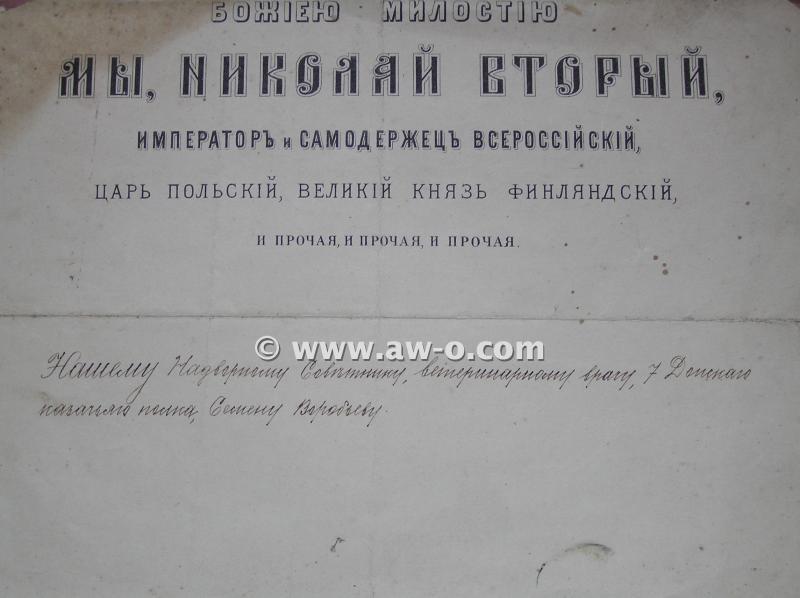 БОЖІЕЮ МИЛОСТІЮ
МЫ, НИКОЛАЙ ВТОРЫЙ,
ИМПЕРАТОРЪ и САМОДЕРЖЕЦЪ ВСЕРОССІЙСКІЙ,
ЦАРЬ ПОЛЬСКІЙ, ВЕЛИКІЙ КНЯЗЬ ФИНЛЯНДСКІЙ,
И ПРОЧАЯ, И ПРОЧАЯ, И ПРОЧАЯ.
© www.aw-o.com
Нашему Надворному Совѣтнику, ветеринарному врачу, 7 Донскаго
казачьяго полка, Семену Воробьеву.